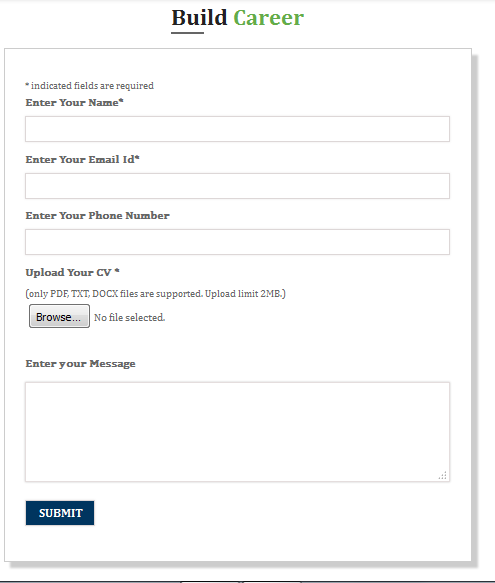 Build Career
* indicated fields are required
Enter Your Name*
Enter Your Email Id*
Enter Your Phone Number
Upload Your CV *
(only PDF, TXT, DOCX files are supported. Upload limit 2MB.)
Browse... No file selected.
Enter your Message
SUBMIT